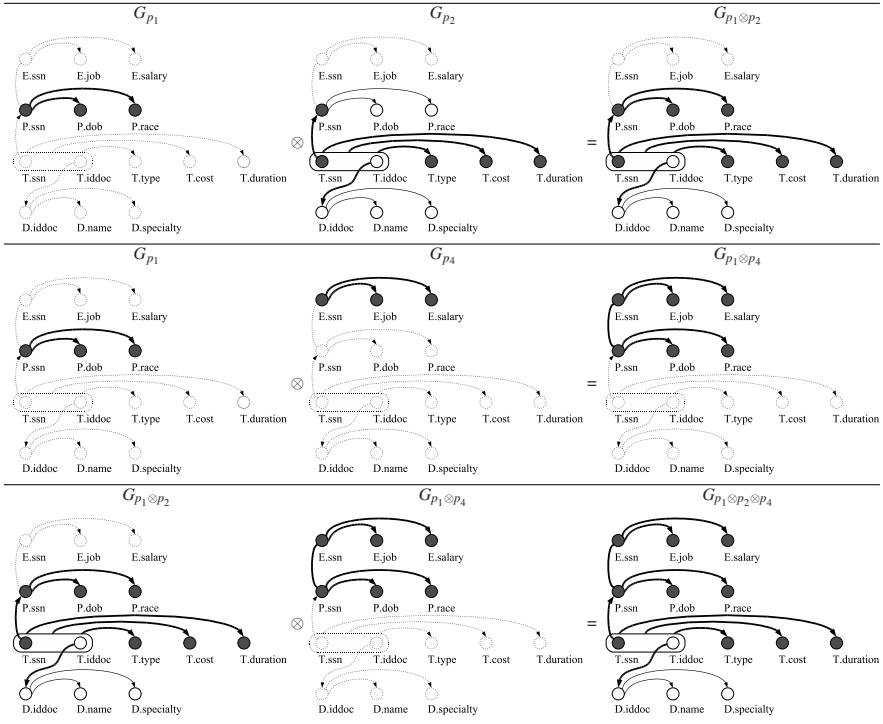 G_{p_1} G_{p_2} G_{p_1⊗p_2}
E.ssn E.job E.salary E.ssn E.job E.salary E.ssn E.job E.salary
P.ssn P.dob P.race P.ssn P.dob P.race P.ssn P.dob P.race
⊗ =
T.ssn T.iddoc T.type T.cost T.duration T.ssn T.iddoc T.type T.cost T.duration T.ssn T.iddoc T.type T.cost T.duration
D.iddoc D.name D.specialty D.iddoc D.name D.specialty D.iddoc D.name D.specialty
G_{p_1} G_{p_4} G_{p_1⊗p_4}
E.ssn E.job E.salary E.ssn E.job E.salary E.ssn E.job E.salary
P.ssn P.dob P.race P.ssn P.dob P.race P.ssn P.dob P.race
⊗ =
T.ssn T.iddoc T.type T.cost T.duration T.ssn T.iddoc T.type T.cost T.duration T.ssn T.iddoc T.type T.cost T.duration
D.iddoc D.name D.specialty D.iddoc D.name D.specialty D.iddoc D.name D.specialty
G_{p_1⊗p_2} G_{p_1⊗p_4} G_{p_1⊗p_2⊗p_4}
E.ssn E.job E.salary E.ssn E.job E.salary E.ssn E.job E.salary
P.ssn P.dob P.race P.ssn P.dob P.race P.ssn P.dob P.race
⊗ =
T.ssn T.iddoc T.type T.cost T.duration T.ssn T.iddoc T.type T.cost T.duration T.ssn T.iddoc T.type T.cost T.duration
D.iddoc D.name D.specialty D.iddoc D.name D.specialty D.iddoc D.name D.specialty